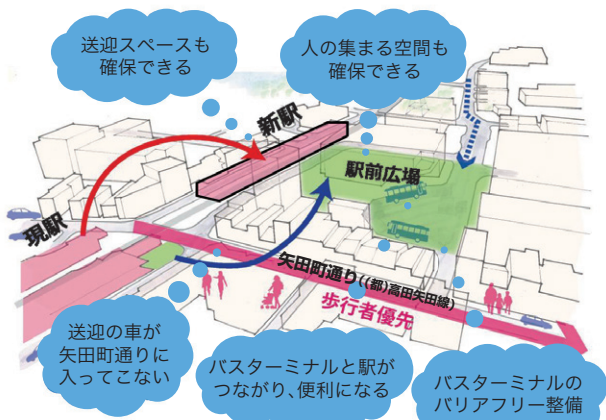 送迎スペースも
確保できる
人の集まる空間も
確保できる
新駅
駅前広場
現駅
矢田町通り((都)高田矢田線)
歩行者優先
送迎の車が
矢田町通りに
入ってこない
バスターミナルと駅が
つながり、便利になる
バスターミナルの
バリアフリー整備